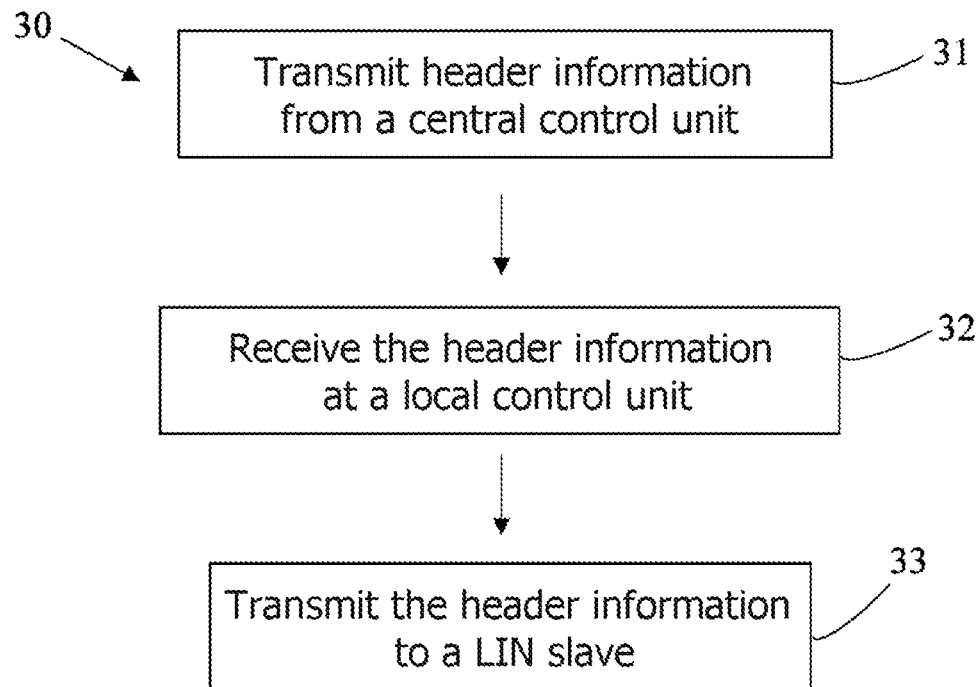 30
Transmit header information
from a central control unit
31
Receive the header information
at a local control unit
32
Transmit the header information
to a LIN slave
33